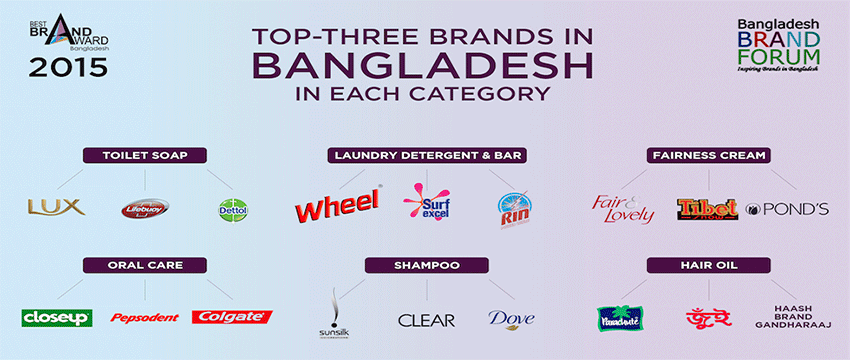 BEST
BRAND
AWARD
Bangladesh
2015
TOP-THREE BRANDS IN
BANGLADESH
IN EACH CATEGORY
Bangladesh
BRAND
FORUM
Inspiring Brands in Bangladesh
TOILET SOAP
LUX
Lifebuoy
Dettol
LAUNDRY DETERGENT & BAR
Wheel
Surf
excel
RIN
FAIRNESS CREAM
Fair &
Lovely
Tibet
snow
POND'S
ORAL CARE
closeup
Pepsodent
Colgate
SHAMPOO
sunsilk
CLEAR
Dove
HAIR OIL
Parachute
জুঁই
HAASH
BRAND
GANDHARAAJ